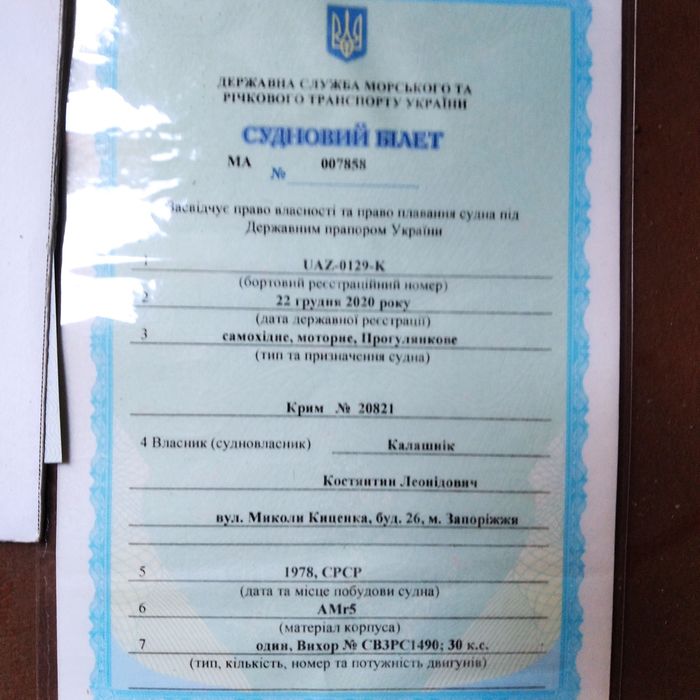 ДЕРЖАВНА СЛУЖБА МОРСЬКОГО ТА
РІЧКОВОГО ТРАНСПОРТУ УКРАЇНИ
СУДНОВИЙ БІЛЕТ
МА № 007858
Засвідчує право власності та право плавання судна під
Державним прапором України
1 UAZ-0129-К
(бортовий реєстраційний номер)
2 22 грудня 2020 року
(дата державної реєстрації)
3 самохідне, моторне, Прогулянкове
(тип та призначення судна)
Крим № 20821
4 Власник (судновласник) Калашнік
Костянтин Леонідович
вул. Миколи Киценка, буд. 26, м. Запоріжжя
5 1978, СРСР
(дата та місце побудови судна)
6 АМг5
(матеріал корпуса)
7 один, Вихор № СВЗРС1490; 30 к.с.
(тип, кількість, номер та потужність двигунів)